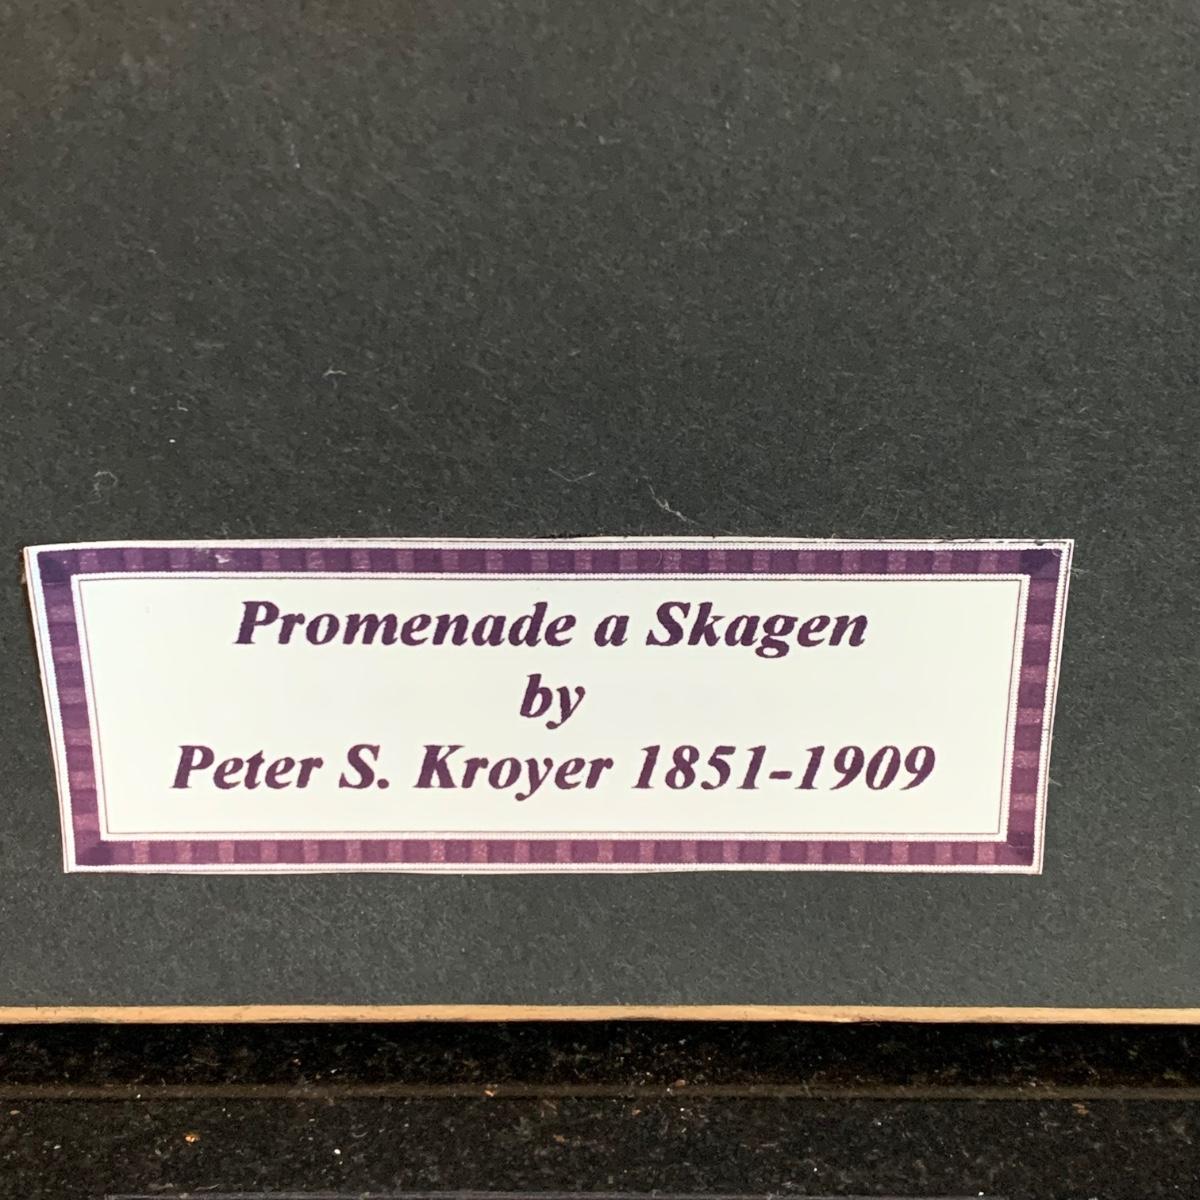 Promenade a Skagen
by
Peter S. Kroyer 1851-1909